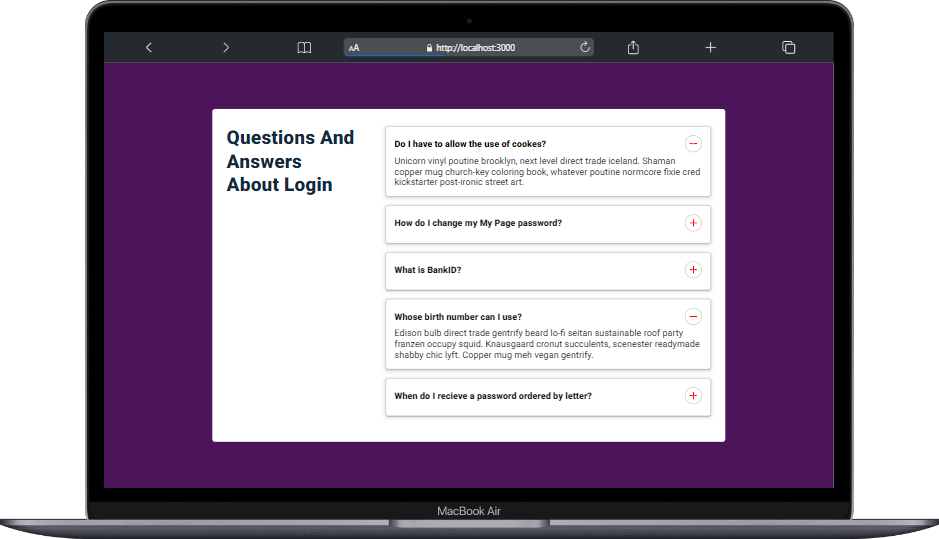 AA
http://localhost:3000
Questions And
Answers
About Login
Do I have to allow the use of cookes?
Unicorn vinyl poutine brooklyn, next level direct trade iceland. Shaman
copper mug church-key coloring book, whatever poutine normcore fixie cred
kickstarter post-ironic street art.
How do I change my My Page password?
What is BankID?
Whose birth number can I use?
Edison bulb direct trade gentrify beard lo-fi seitan sustainable roof party
franzen occupy squid. Knausgaard cronut succulents, scenester readymade
shabby chic lyft. Copper mug meh vegan gentrify.
When do I recieve a password ordered by letter?
MacBook Air